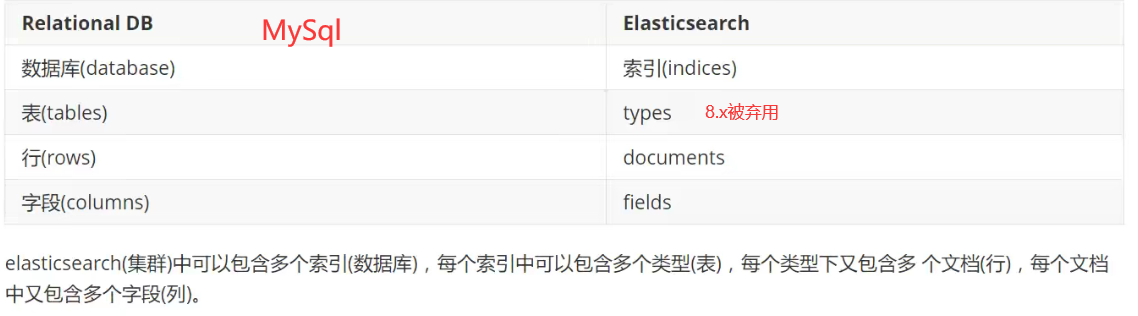 Relational DB MySql Elasticsearch
数据库(database) 索引(indices)
表(tables) types 8.x被弃用
行(rows) documents
字段(columns) fields
elasticsearch(集群)中可以包含多个索引(数据库)，每个索引中可以包含多个类型(表)，每个类型下又包含多 个文档(行)，每个文档
中又包含多个字段(列)。